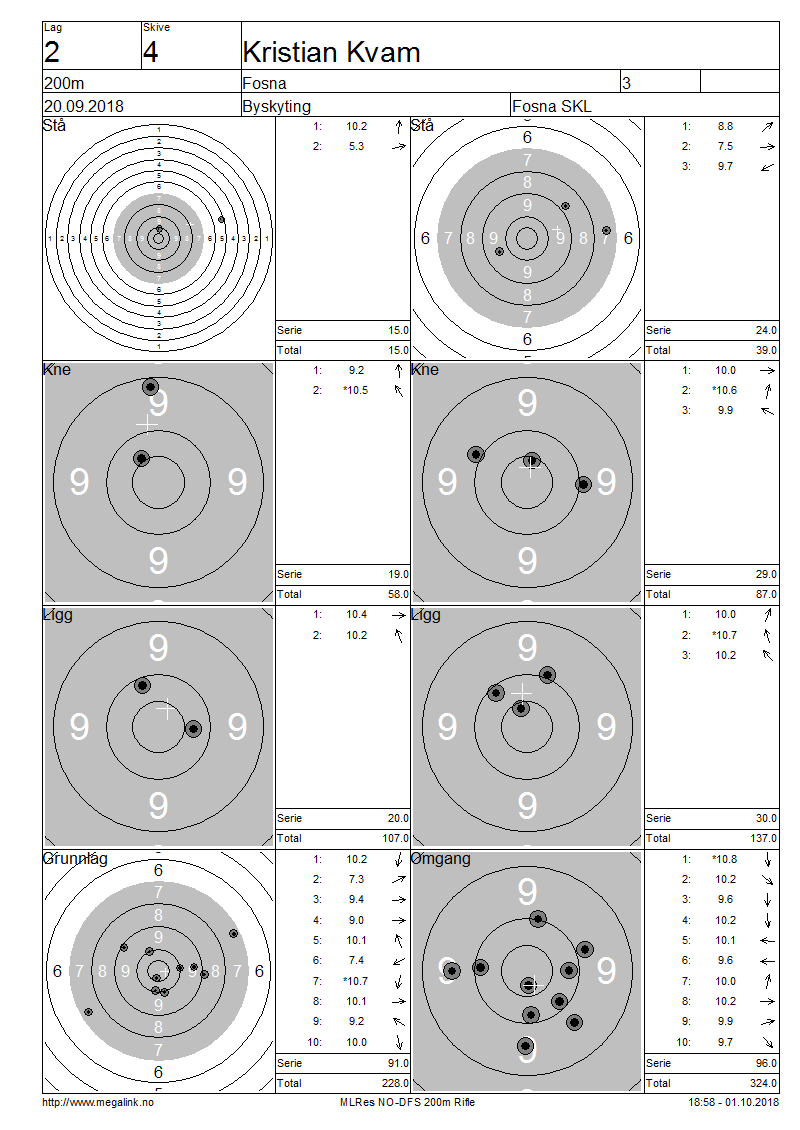 Lag Skive
2 4 Kristian Kvam
200m Fosna 3
20.09.2018 Byskyting Fosna SKL
Stå
1
2
3
4
5
6
7
8
9
1 2 3 4 5 6 7 8 9 9 8 7 6 5 4 3 2 1
9
8
7
6
5
4
3
2
1
1: 10.2
2: 5.3
Serie 15.0
Total 15.0
Stå
6
7
8
9
6 7 8 9 9 8 7 6
9
8
7
6
1: 8.8
2: 7.5
3: 9.7
Serie 24.0
Total 39.0
Kne
9
9 9
9
1: 9.2
2: *10.5
Serie 19.0
Total 58.0
Kne
9
9 9
9
1: 10.0
2: *10.6
3: 9.9
Serie 29.0
Total 87.0
Ligg
9
9 9
9
1: 10.4
2: 10.2
Serie 20.0
Total 107.0
Ligg
9
9 9
9
1: 10.0
2: *10.7
3: 10.2
Serie 30.0
Total 137.0
Grunnlag
6
7
8
9
6 7 8 9 9 8 7 6
9
8
7
6
1: 10.2
2: 7.3
3: 9.4
4: 9.0
5: 10.1
6: 7.4
7: *10.7
8: 10.1
9: 9.2
10: 10.0
Serie 91.0
Total 228.0
Omgang
9
9 9
9
1: *10.8
2: 10.2
3: 9.6
4: 10.2
5: 10.1
6: 9.6
7: 10.0
8: 10.2
9: 9.9
10: 9.7
Serie 96.0
Total 324.0
http://www.megalink.no MLRes NO-DFS 200m Rifle 18:58 - 01.10.2018